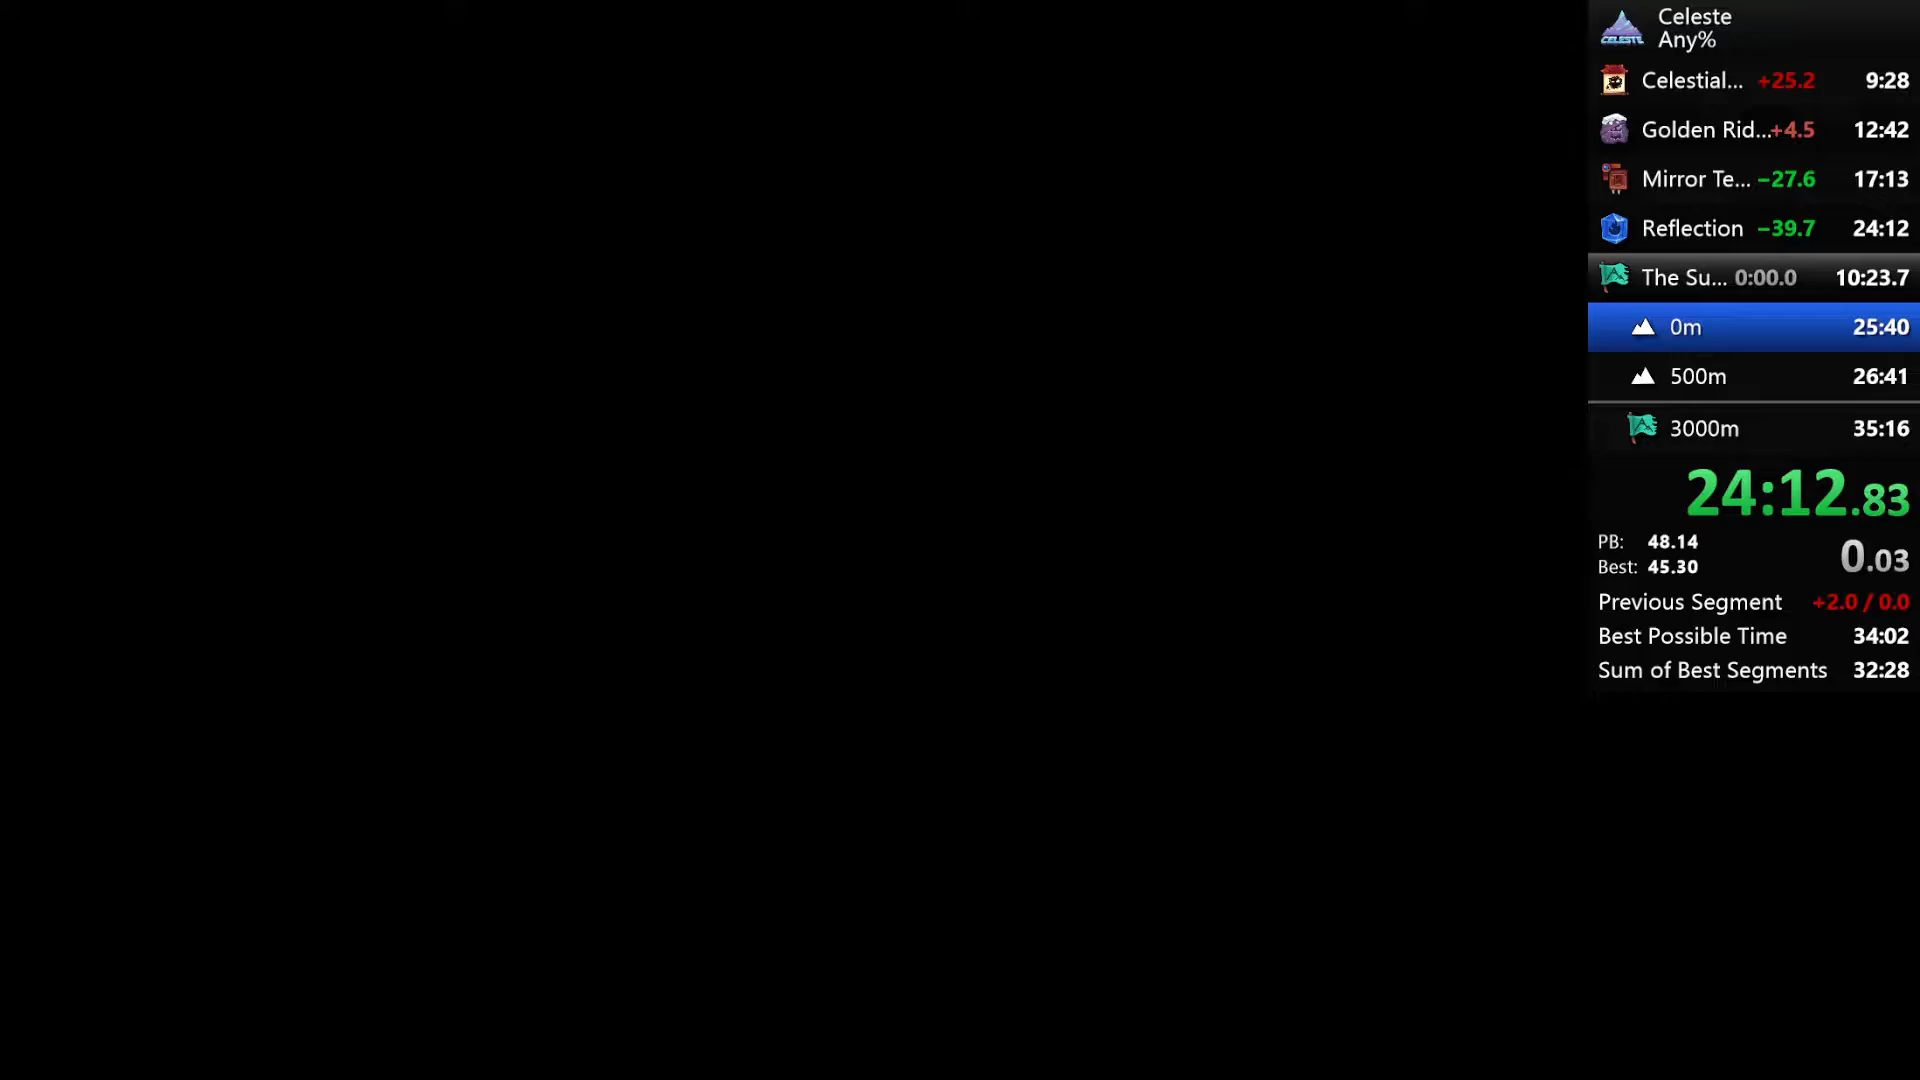 Celeste
Any%
CELESTE
Celestial... +25.2 9:28
Golden Rid... +4.5 12:42
Mirror Te... −27.6 17:13
Reflection −39.7 24:12
The Su... 0:00.0 10:23.7
0m 25:40
500m 26:41
3000m 35:16
24:12.83
PB: 48.14
0.03
Best: 45.30
Previous Segment +2.0 / 0.0
Best Possible Time 34:02
Sum of Best Segments 32:28